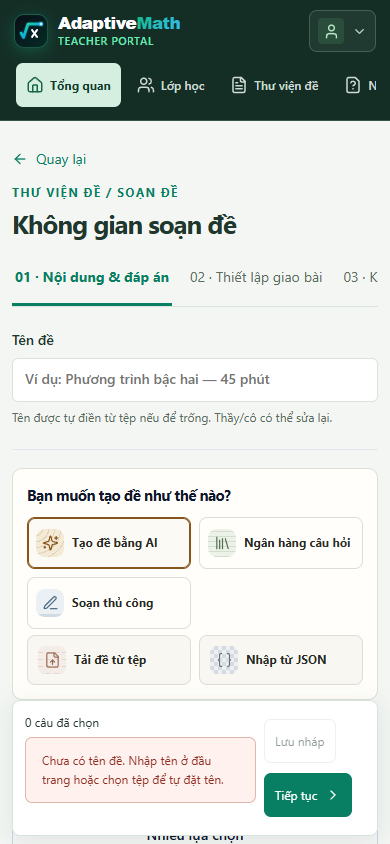 AdaptiveMath
TEACHER PORTAL
Tổng quan
Lớp học
Thư viện đề
N
Quay lại
THƯ VIỆN ĐỀ / SOẠN ĐỀ
Không gian soạn đề
01 · Nội dung & đáp án
02 · Thiết lập giao bài
03 · K
Tên đề
Ví dụ: Phương trình bậc hai — 45 phút
Tên được tự điền từ tệp nếu để trống. Thầy/cô có thể sửa lại.
Bạn muốn tạo đề như thế nào?
Tạo đề bằng AI
Ngân hàng câu hỏi
Soạn thủ công
Tải đề từ tệp
Nhập từ JSON
0 câu đã chọn
Chưa có tên đề. Nhập tên ở đầu
trang hoặc chọn tệp để tự đặt tên.
Lưu nháp
Tiếp tục
Nhiều lựa chọn